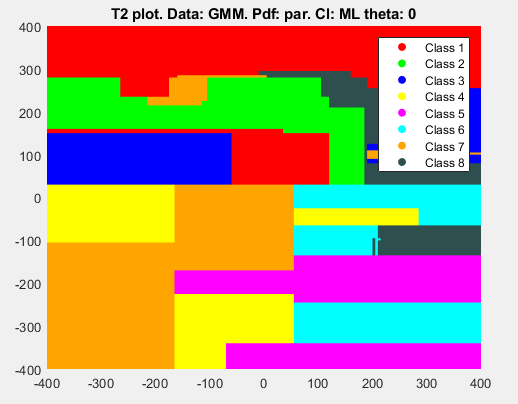 T2 plot. Data: GMM. Pdf: par. Cl: ML theta: 0
400
300
200
100
0
-100
-200
-300
-400
-400 -300 -200 -100 0 100 200 300 400
Class 1
Class 2
Class 3
Class 4
Class 5
Class 6
Class 7
Class 8